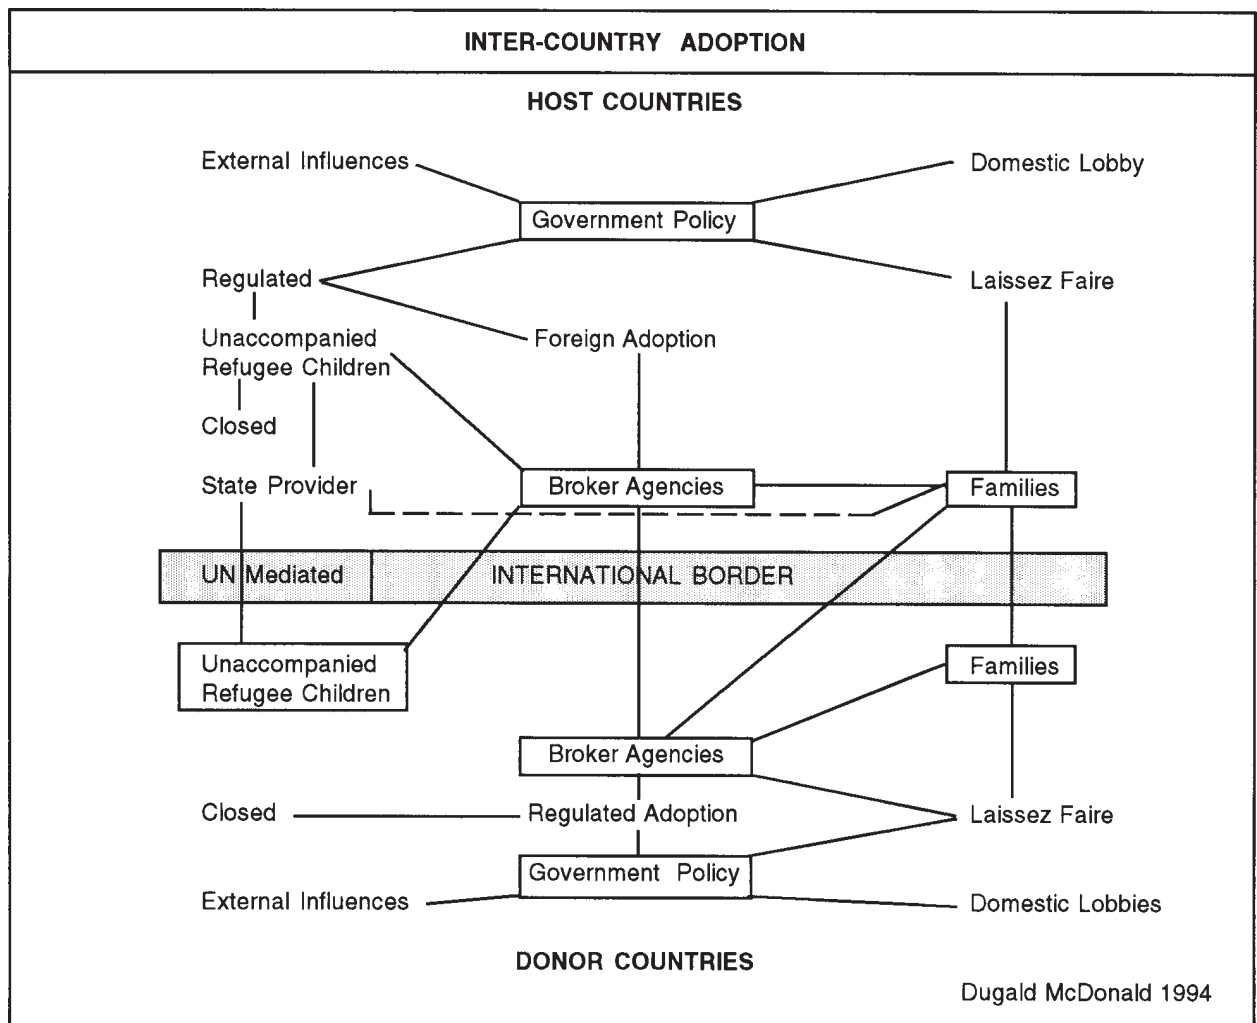 INTER-COUNTRY ADOPTION
HOST COUNTRIES
External Influences
Domestic Lobby
Government Policy
Regulated
Laissez Faire
Unaccompanied
Refugee Children
Foreign Adoption
Closed
State Provider
Broker Agencies
Families
UN Mediated
INTERNATIONAL BORDER
Unaccompanied
Refugee Children
Families
Broker Agencies
Closed
Regulated Adoption
Laissez Faire
Government Policy
External Influences
Domestic Lobbies
DONOR COUNTRIES
Dugald McDonald 1994